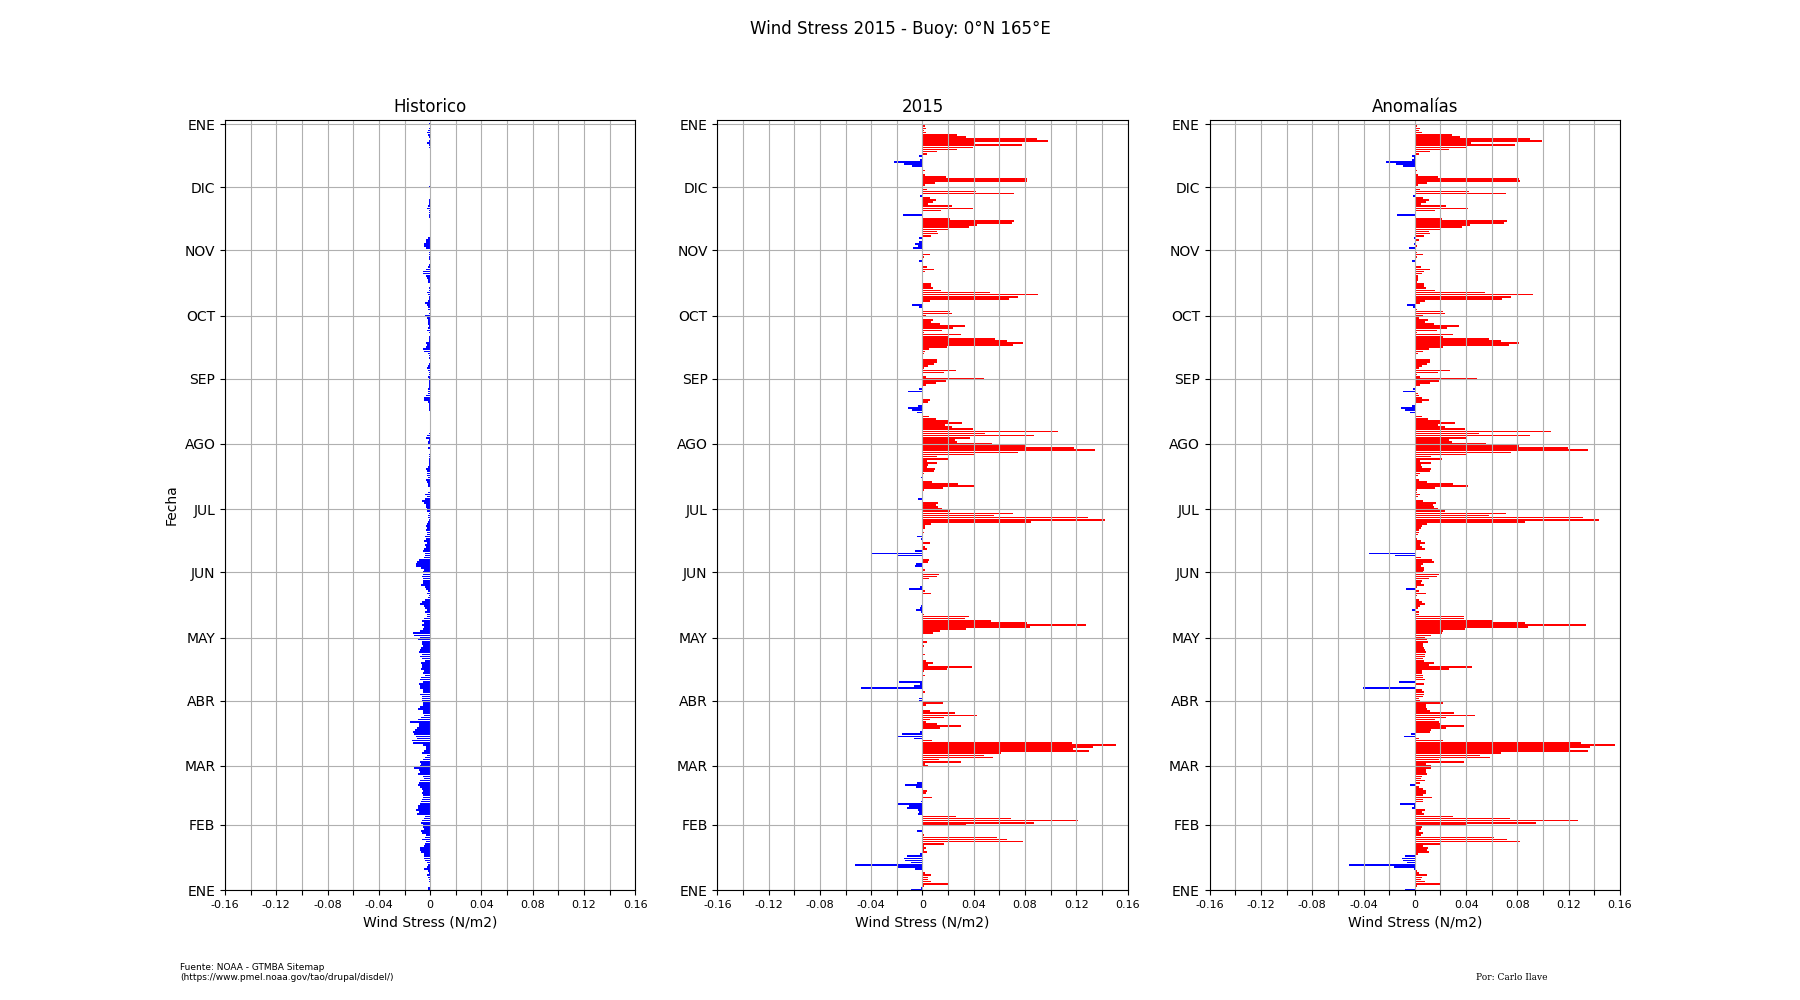 Wind Stress 2015 - Buoy: 0°N 165°E
Historico
2015
Anomalías
Fecha
ENE
DIC
NOV
OCT
SEP
AGO
JUL
JUN
MAY
ABR
MAR
FEB
ENE
-0.16 -0.12 -0.08 -0.04 0 0.04 0.08 0.12 0.16
Wind Stress (N/m2)
ENE
DIC
NOV
OCT
SEP
AGO
JUL
JUN
MAY
ABR
MAR
FEB
ENE
-0.16 -0.12 -0.08 -0.04 0 0.04 0.08 0.12 0.16
Wind Stress (N/m2)
ENE
DIC
NOV
OCT
SEP
AGO
JUL
JUN
MAY
ABR
MAR
FEB
ENE
-0.16 -0.12 -0.08 -0.04 0 0.04 0.08 0.12 0.16
Wind Stress (N/m2)
Fuente: NOAA - GTMBA Sitemap
(https://www.pmel.noaa.gov/tao/drupal/disdel/)
Por: Carlo Ilave